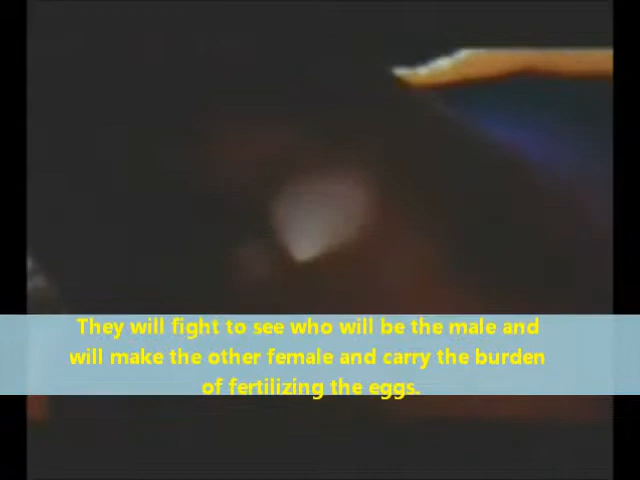 They will fight to see who will be the male and
will make the other female and carry the burden
of fertilizing the eggs.